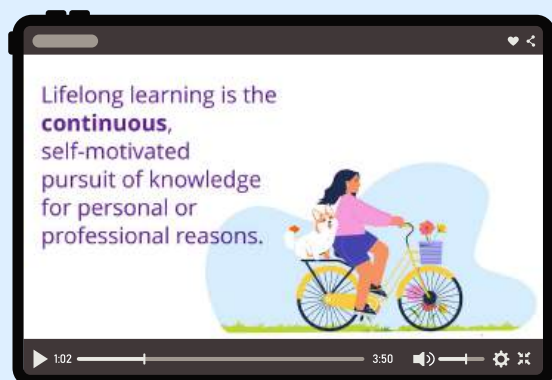 Lifelong learning is the
continuous,
self-motivated
pursuit of knowledge
for personal or
professional reasons.
1:02
3:50